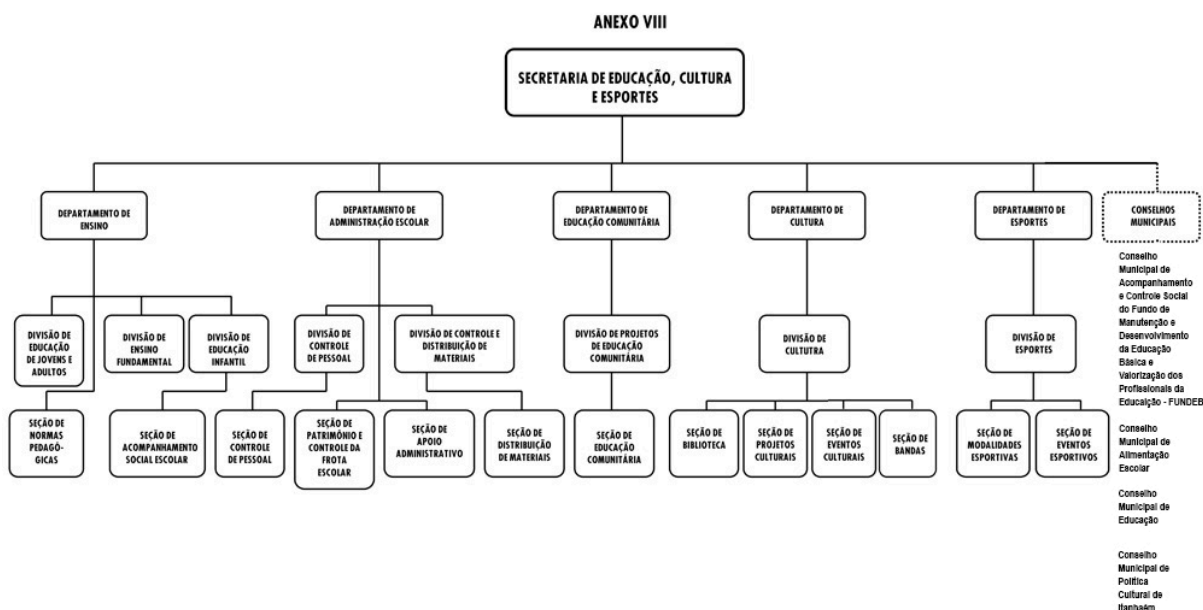 ANEXO VIII
SECRETARIA DE EDUCAÇÃO, CULTURA
E ESPORTES
DEPARTAMENTO DE
ENSINO
DEPARTAMENTO DE
ADMINISTRAÇÃO ESCOLAR
DEPARTAMENTO DE
EDUCAÇÃO COMUNITÁRIA
DEPARTAMENTO DE
CULTURA
DEPARTAMENTO DE
ESPORTES
CONSELHOS
MUNICIPAIS
DIVISÃO DE
EDUCAÇÃO
DE JOVENS E
ADULTOS
DIVISÃO DE
ENSINO
FUNDAMENTAL
DIVISÃO DE
EDUCAÇÃO
INFANTIL
DIVISÃO DE
CONTROLE
DE PESSOAL
DIVISÃO DE CONTROLE E
DISTRIBUIÇÃO DE
MATERIAIS
DIVISÃO DE PROJETOS
DE EDUCAÇÃO
COMUNITÁRIA
DIVISÃO DE
CULTUTRA
DIVISÃO DE
ESPORTES
SEÇÃO DE
NORMAS
PEDAGÓ-
GICAS
SEÇÃO DE
ACOMPANHAMENTO
SOCIAL ESCOLAR
SEÇÃO DE
CONTROLE
DE PESSOAL
SEÇÃO DE
PATRIMÔNIO E
CONTROLE DA
FROTA
ESCOLAR
SEÇÃO DE
APOIO
ADMINISTRATIVO
SEÇÃO DE
DISTRIBUIÇÃO
DE MATERIAIS
SEÇÃO DE
EDUCAÇÃO
COMUNITÁRIA
SEÇÃO DE
BIBLIOTECA
SEÇÃO DE
PROJETOS
CULTURAIS
SEÇÃO DE
EVENTOS
CULTURAIS
SEÇÃO DE
BANDAS
SEÇÃO DE
MODALIDADES
ESPORTIVAS
SEÇÃO DE
EVENTOS
ESPORTIVOS
Conselho
Municipal de
Acompanhamento
e Controle Social
do Fundo de
Manutenção e
Desenvolvimento
da Educação
Básica e
Valorização dos
Profissionais da
Educalção - FUNDEB
Conselho
Municipal de
Alimentação
Escolar
Conselho
Municipal de
Educação
Conselho
Municipal de
Política
Cultural de
Itanhaém